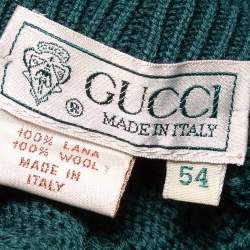 GUCCI
®
MADE IN ITALY
100% LANA
100% WOOL
MADE IN
ITALY
54